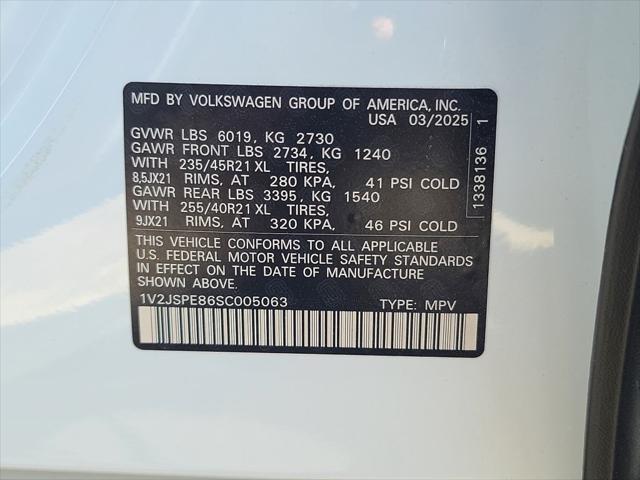 MFD BY VOLKSWAGEN GROUP OF AMERICA, INC.
USA 03/2025
GVWR LBS 6019, KG 2730
GAWR FRONT LBS 2734, KG 1240
WITH 235/45R21 XL TIRES,
8,5JX21 RIMS, AT 280 KPA, 41 PSI COLD
GAWR REAR LBS 3395, KG 1540
WITH 255/40R21 XL TIRES,
9JX21 RIMS, AT 320 KPA, 46 PSI COLD
THIS VEHICLE CONFORMS TO ALL APPLICABLE
U.S. FEDERAL MOTOR VEHICLE SAFETY STANDARDS
IN EFFECT ON THE DATE OF MANUFACTURE
SHOWN ABOVE.
1V2JSPE86SC005063 TYPE: MPV
1339136 1